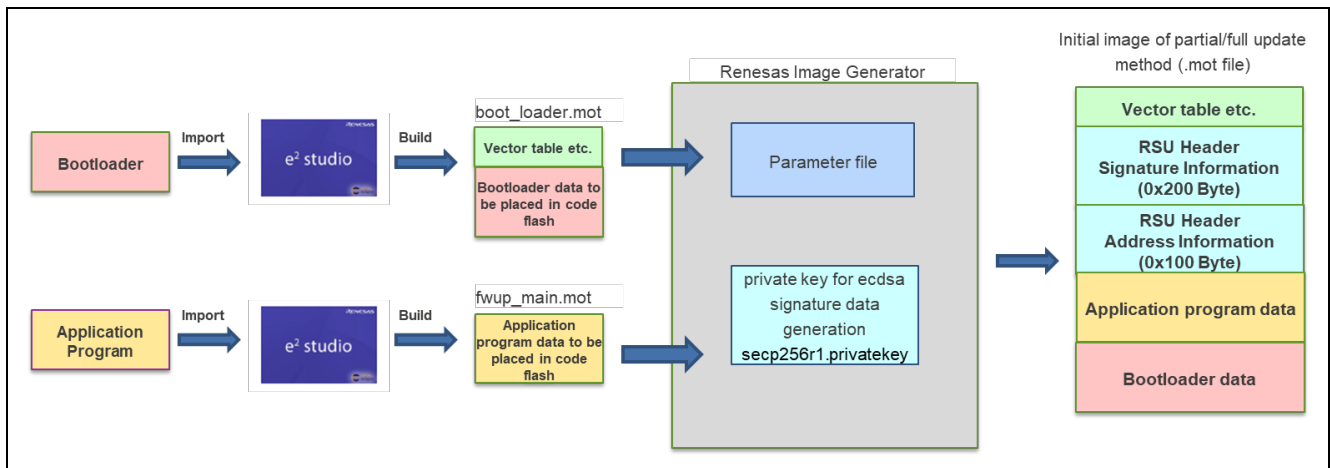 Initial image of partial/full update
method (.mot file)
Renesas Image Generator
boot_loader.mot
Bootloader
Import
RENESAS
e² studio
Build
Vector table etc.
Bootloader data to
be placed in code
flash
Parameter file
Application
Program
Import
RENESAS
e² studio
Build
fwup_main.mot
Application
program data to be
placed in code
flash
private key for ecdsa
signature data
generation
secp256r1.privatekey
Vector table etc.
RSU Header
Signature Information
(0x200 Byte)
RSU Header
Address Information
(0x100 Byte)
Application program data
Bootloader data